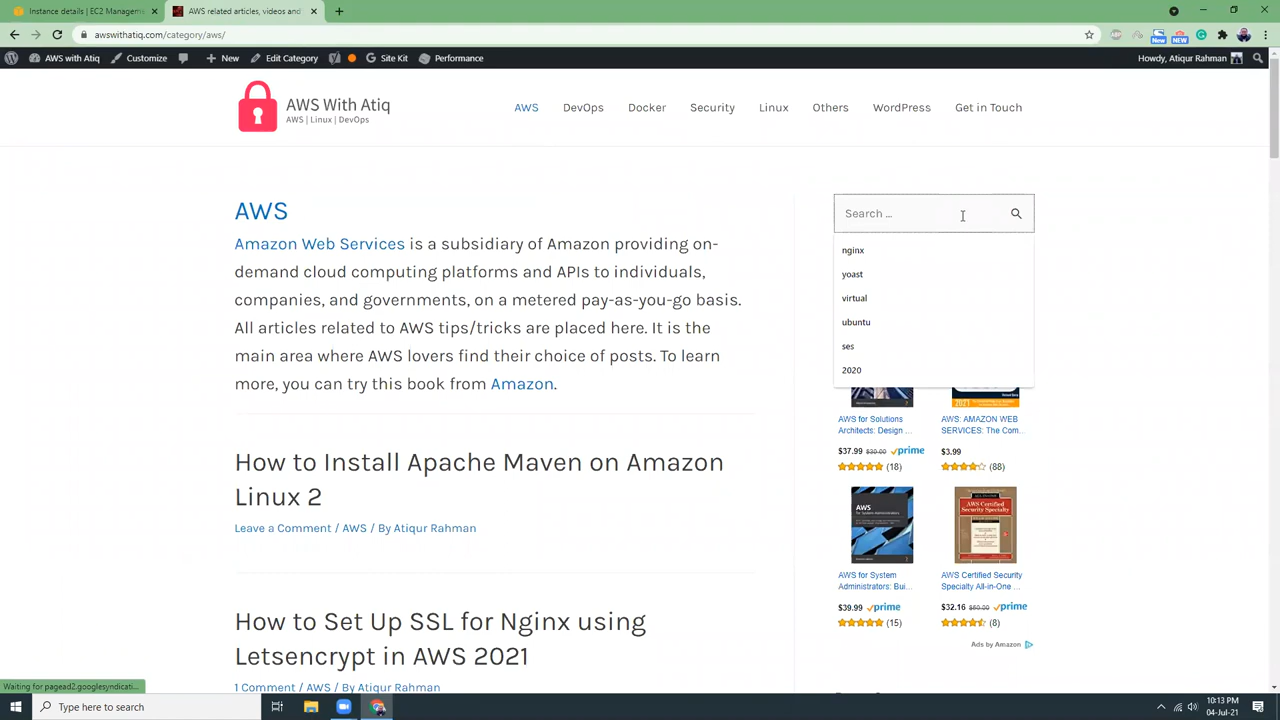 Instance details | EC2 Managem
AWS - Related articles, tips/tricks
awswithatiq.com/category/aws/
New
NEW
AWS with Atiq
Customize
New
Edit Category
Site Kit
Performance
Howdy, Atiqur Rahman
AWS With Atiq
AWS | Linux | DevOps
AWS
DevOps
Docker
Security
Linux
Others
WordPress
Get in Touch
AWS
Amazon Web Services is a subsidiary of Amazon providing on-
demand cloud computing platforms and APIs to individuals,
companies, and governments, on a metered pay-as-you-go basis.
All articles related to AWS tips/tricks are placed here. It is the
main area where AWS lovers find their choice of posts. To learn
more, you can try this book from Amazon.
How to Install Apache Maven on Amazon
Linux 2
Leave a Comment / AWS / By Atiqur Rahman
How to Set Up SSL for Nginx using
Letsencrypt in AWS 2021
1 Comment / AWS / By Atiqur Rahman
Search ...
nginx
yoast
virtual
ubuntu
ses
2020
AWS for Solutions
Architects: Design ...
$37.99 $39.99 prime
(18)
AWS: AMAZON WEB
SERVICES: The Com...
$3.99
(88)
AWS for System
Administrators: Bui...
$39.99 prime
(15)
AWS Certified Security
Specialty All-in-One ...
$32.16 $60.00 prime
(8)
Ads by Amazon
Waiting for pagead2.googlesyndicati...
Type here to search
10:13 PM
04-Jul-21